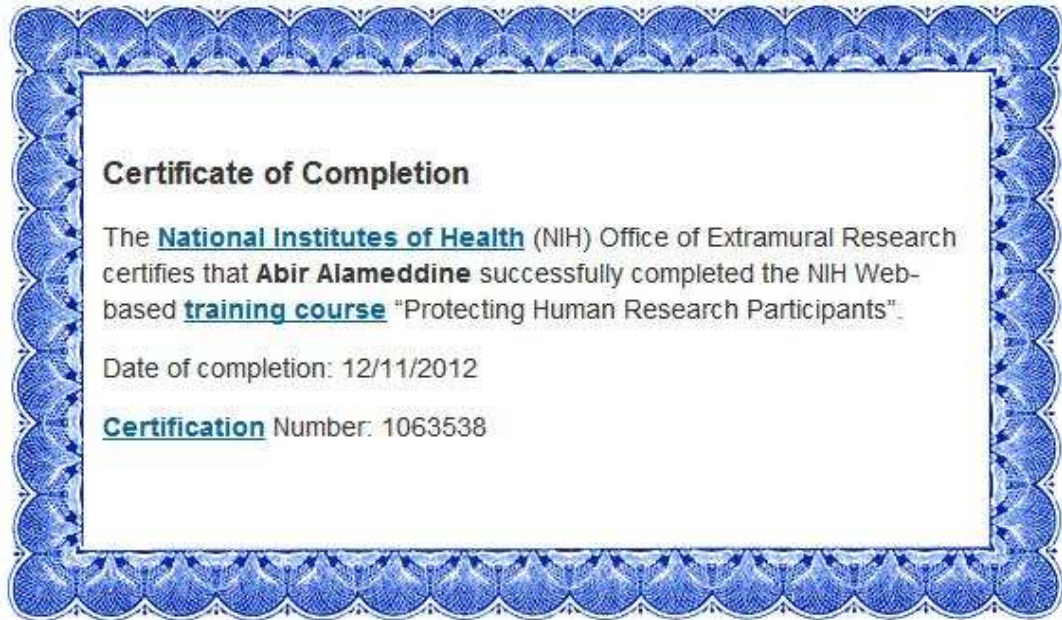 Certificate of Completion
The National Institutes of Health (NIH) Office of Extramural Research
certifies that Abir Alameddine successfully completed the NIH Web-
based training course “Protecting Human Research Participants”.
Date of completion: 12/11/2012
Certification Number: 1063538